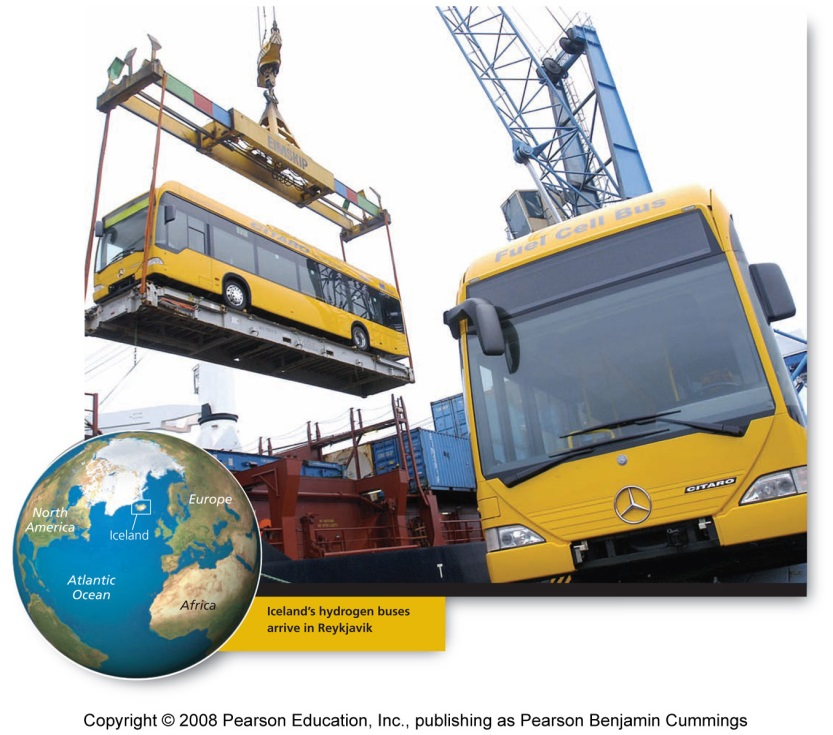 EIMSKIP
CITARO
Fuel Cell Bus
CITARO
T
North
America
Europe
Iceland
Atlantic
Ocean
Africa
Iceland's hydrogen buses
arrive in Reykjavik
Copyright © 2008 Pearson Education, Inc., publishing as Pearson Benjamin Cummings